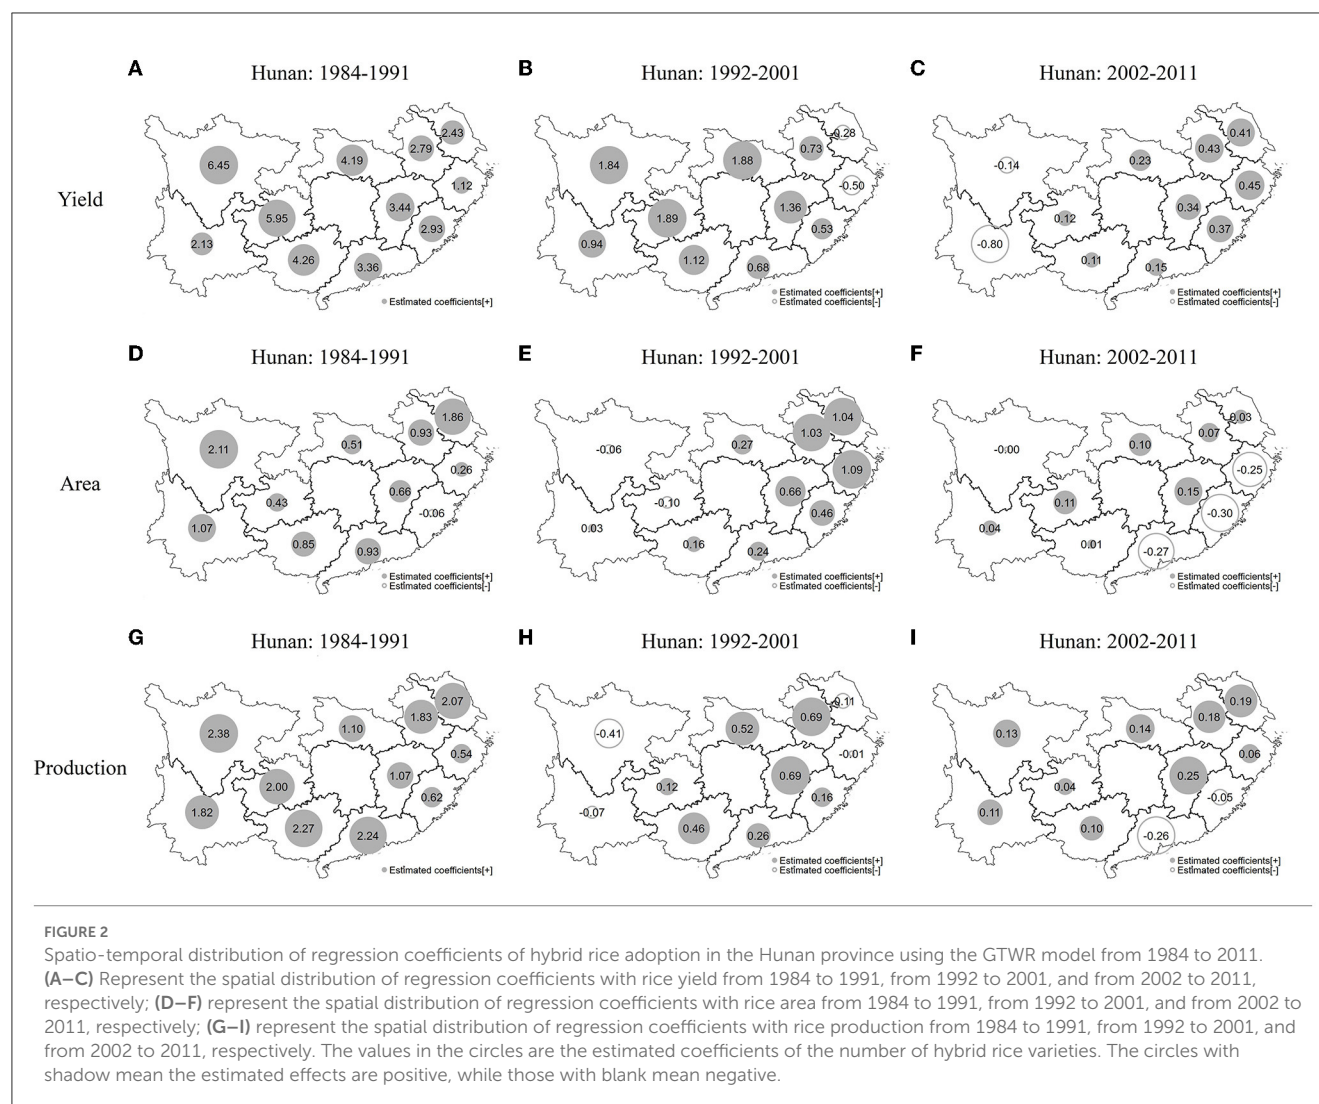 A
Hunan: 1984-1991
B
Hunan: 1992-2001
C
Hunan: 2002-2011
Yield
6.45
4.19
2.79
2.43
1.12
5.95
3.44
2.93
2.13
4.26
3.36
Estimated coefficients[+]
1.84
1.88
0.73
-0.28
-0.50
1.89
1.36
0.53
0.94
1.12
0.68
Estimated coefficients[+]
Estimated coefficients[-]
-0.14
0.23
0.43
0.41
0.45
0.12
0.34
0.37
-0.80
0.11
0.15
Estimated coefficients[+]
Estimated coefficients[-]
D
Hunan: 1984-1991
E
Hunan: 1992-2001
F
Hunan: 2002-2011
Area
2.11
0.51
0.93
1.86
0.26
0.43
0.66
-0.06
1.07
0.85
0.93
Estimated coefficients[+]
Estimated coefficients[-]
-0.06
0.27
1.03
1.04
1.09
-0.10
0.66
0.46
0.03
0.16
0.24
Estimated coefficients[+]
Estimated coefficients[-]
-0.00
0.10
0.07
0.03
-0.25
0.11
0.15
-0.30
0.04
0.01
-0.27
Estimated coefficients[+]
Estimated coefficients[-]
G
Hunan: 1984-1991
H
Hunan: 1992-2001
I
Hunan: 2002-2011
Production
2.38
1.10
1.83
2.07
0.54
2.00
1.07
0.62
1.82
2.27
2.24
Estimated coefficients[+]
-0.41
0.52
0.69
-0.11
-0.01
0.12
0.69
0.16
-0.07
0.46
0.26
Estimated coefficients[+]
Estimated coefficients[-]
0.13
0.14
0.18
0.19
0.06
0.04
0.25
-0.05
0.11
0.10
-0.26
Estimated coefficients[+]
Estimated coefficients[-]
FIGURE 2
Spatio-temporal distribution of regression coefficients of hybrid rice adoption in the Hunan province using the GTWR model from 1984 to 2011.
(A–C) Represent the spatial distribution of regression coefficients with rice yield from 1984 to 1991, from 1992 to 2001, and from 2002 to 2011,
respectively; (D–F) represent the spatial distribution of regression coefficients with rice area from 1984 to 1991, from 1992 to 2001, and from 2002 to
2011, respectively; (G–I) represent the spatial distribution of regression coefficients with rice production from 1984 to 1991, from 1992 to 2001, and
from 2002 to 2011, respectively. The values in the circles are the estimated coefficients of the number of hybrid rice varieties. The circles with
shadow mean the estimated effects are positive, while those with blank mean negative.